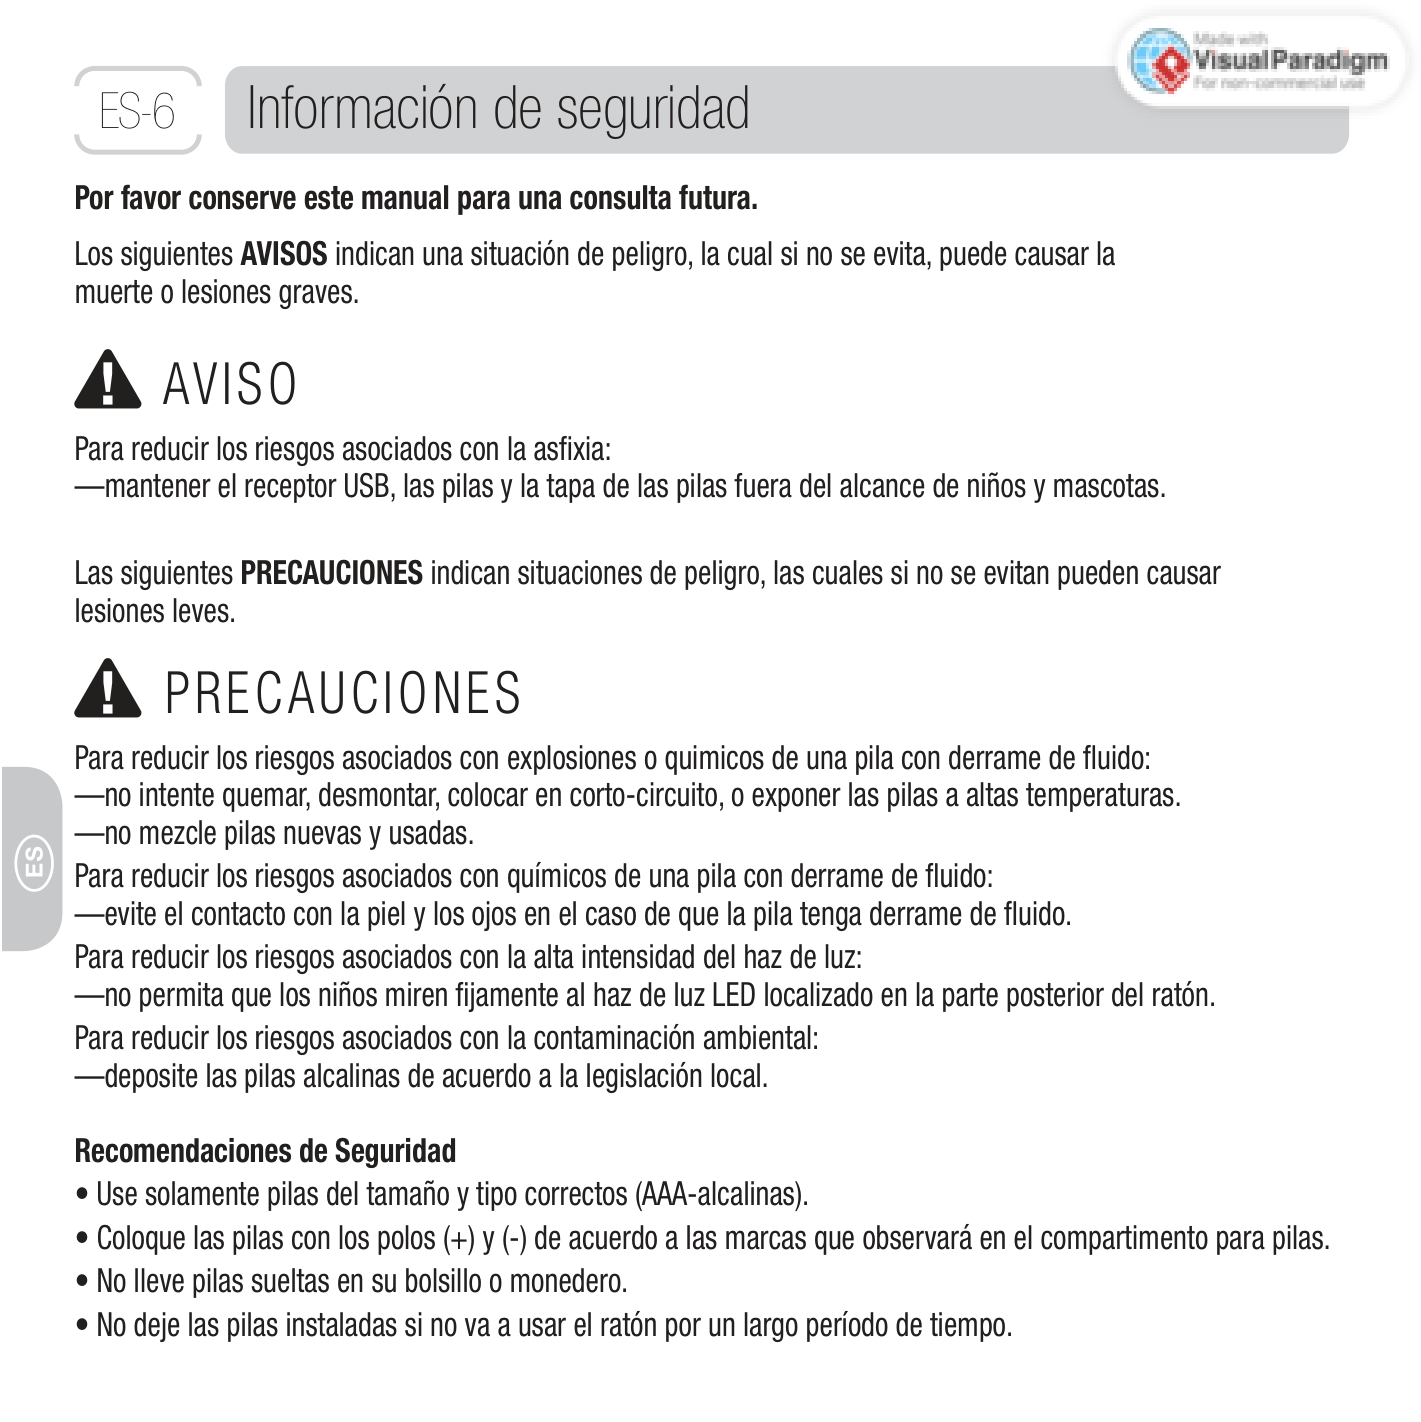 Made with
VisualParadigm
For non-commercial use
ES-6
Información de seguridad
Por favor conserve este manual para una consulta futura.
Los siguientes AVISOS indican una situación de peligro, la cual si no se evita, puede causar la
muerte o lesiones graves.
AVISO
Para reducir los riesgos asociados con la asfixia:
—mantener el receptor USB, las pilas y la tapa de las pilas fuera del alcance de niños y mascotas.
Las siguientes PRECAUCIONES indican situaciones de peligro, las cuales si no se evitan pueden causar
lesiones leves.
PRECAUCIONES
Para reducir los riesgos asociados con explosiones o quimicos de una pila con derrame de fluido:
—no intente quemar, desmontar, colocar en corto-circuito, o exponer las pilas a altas temperaturas.
—no mezcle pilas nuevas y usadas.
Para reducir los riesgos asociados con químicos de una pila con derrame de fluido:
—evite el contacto con la piel y los ojos en el caso de que la pila tenga derrame de fluido.
Para reducir los riesgos asociados con la alta intensidad del haz de luz:
—no permita que los niños miren fijamente al haz de luz LED localizado en la parte posterior del ratón.
Para reducir los riesgos asociados con la contaminación ambiental:
—deposite las pilas alcalinas de acuerdo a la legislación local.
ES
Recomendaciones de Seguridad
• Use solamente pilas del tamaño y tipo correctos (AAA-alcalinas).
• Coloque las pilas con los polos (+) y (-) de acuerdo a las marcas que observará en el compartimento para pilas.
• No lleve pilas sueltas en su bolsillo o monedero.
• No deje las pilas instaladas si no va a usar el ratón por un largo período de tiempo.